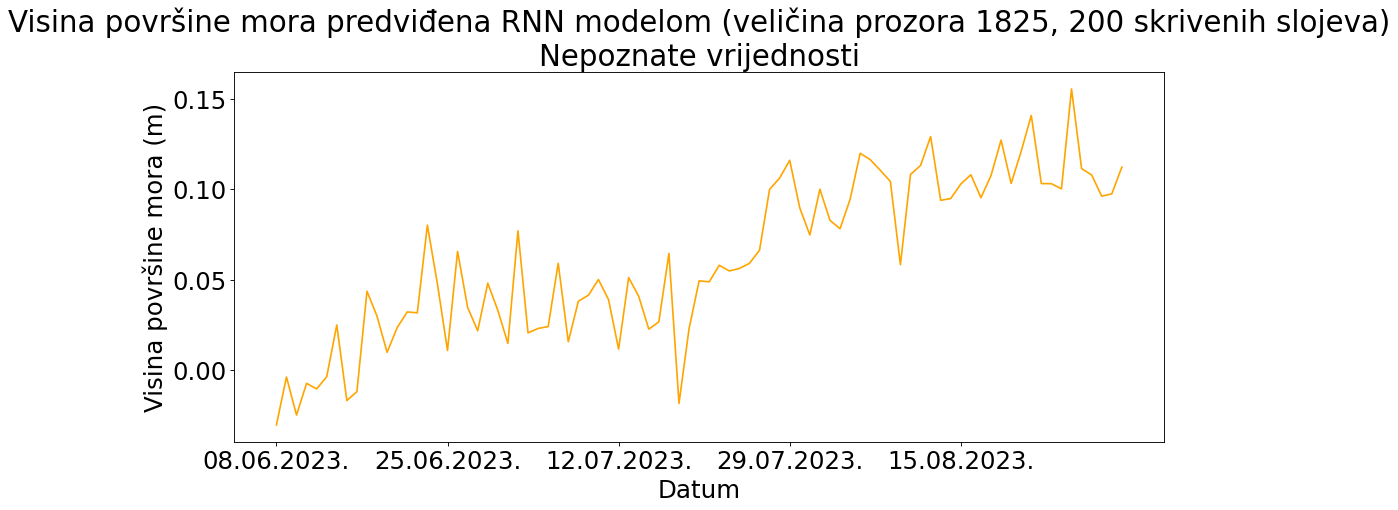 Visina površine mora predviđena RNN modelom (veličina prozora 1825, 200 skrivenih slojeva)
Nepoznate vrijednosti
Visina površine mora (m)
0.15
0.10
0.05
0.00
08.06.2023. 25.06.2023. 12.07.2023. 29.07.2023. 15.08.2023.
Datum